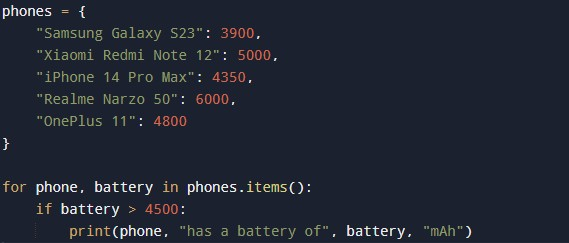 phones = {
    "Samsung Galaxy S23": 3900,
    "Xiaomi Redmi Note 12": 5000,
    "iPhone 14 Pro Max": 4350,
    "Realme Narzo 50": 6000,
    "OnePlus 11": 4800
}

for phone, battery in phones.items():
    if battery > 4500:
        print(phone, "has a battery of", battery, "mAh")